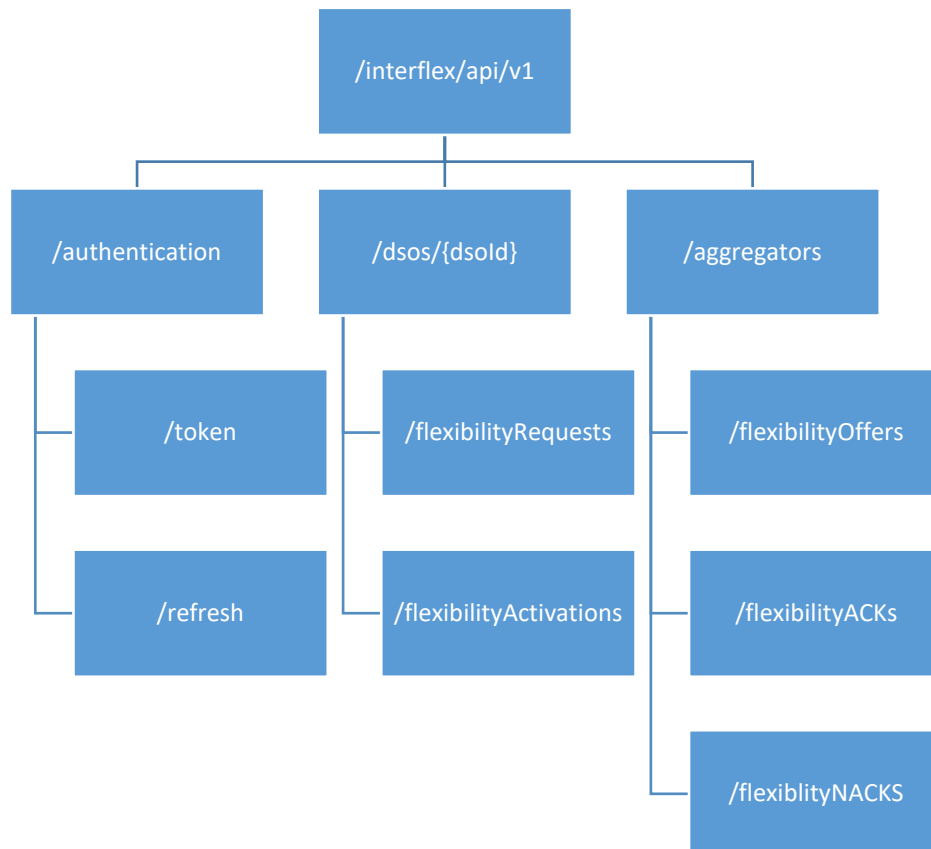 /interflex/api/v1
/authentication
/dsos/{dsoId}
/aggregators
/token
/flexibilityRequests
/flexibilityOffers
/refresh
/flexibilityActivations
/flexibilityACKs
/flexiblityNACKS